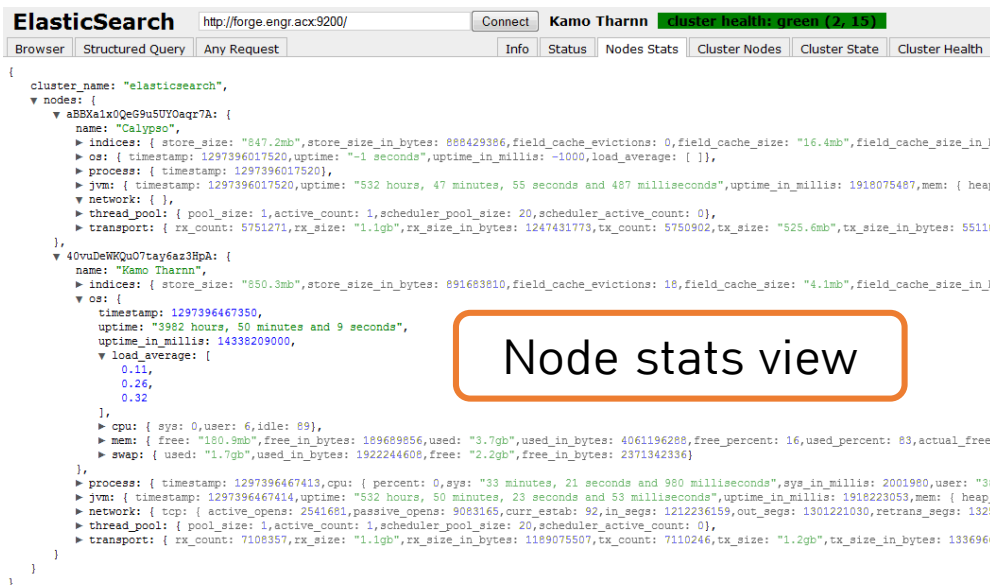 ElasticSearch http://forge.engr.acx:9200/ Connect Kamo Tharnn cluster health: green (2, 15)
Browser Structured Query Any Request Info Status Nodes Stats Cluster Nodes Cluster State Cluster Health
{
cluster_name: "elasticsearch",
▼ nodes: {
▼ aBBXa1x0QeG9u5UYOaqr7A: {
name: "Calypso",
▶ indices: { store_size: "847.2mb",store_size_in_bytes: 888429386,field_cache_evictions: 0,field_cache_size: "16.4mb",field_cache_size_in_
▶ os: { timestamp: 1297396017520,uptime: "-1 seconds",uptime_in_millis: -1000,load_average: [ ]},
▶ process: { timestamp: 1297396017520},
▶ jvm: { timestamp: 1297396017520,uptime: "532 hours, 47 minutes, 55 seconds and 487 milliseconds",uptime_in_millis: 1918075487,mem: { heap
▼ network: { },
▶ thread_pool: { pool_size: 1,active_count: 1,scheduler_pool_size: 20,scheduler_active_count: 0},
▶ transport: { rx_count: 5751271,rx_size: "1.1gb",rx_size_in_bytes: 1247431773,tx_count: 5750902,tx_size: "525.6mb",tx_size_in_bytes: 5511
},
▼ 40vuDeWKQuO7tay6az3HpA: {
name: "Kamo Tharnn",
▶ indices: { store_size: "850.3mb",store_size_in_bytes: 891683810,field_cache_evictions: 18,field_cache_size: "4.1mb",field_cache_size_in_
▼ os: {
timestamp: 1297396467350,
uptime: "3982 hours, 50 minutes and 9 seconds",
uptime_in_millis: 14338209000,
▼ load_average: [
0.11,
0.26,
0.32
],
▶ cpu: { sys: 0,user: 6,idle: 89},
▶ mem: { free: "180.9mb",free_in_bytes: 189689856,used: "3.7gb",used_in_bytes: 4061196288,free_percent: 16,used_percent: 83,actual_free
▶ swap: { used: "1.7gb",used_in_bytes: 1922244608,free: "2.2gb",free_in_bytes: 2371342336}
},
▶ process: { timestamp: 1297396467413,cpu: { percent: 0,sys: "33 minutes, 21 seconds and 980 milliseconds",sys_in_millis: 2001980,user: "3
▶ jvm: { timestamp: 1297396467414,uptime: "532 hours, 50 minutes, 23 seconds and 53 milliseconds",uptime_in_millis: 1918223053,mem: { heap
▶ network: { tcp: { active_opens: 2541681,passive_opens: 9083165,curr_estab: 92,in_segs: 1212236159,out_segs: 1301221030,retrans_segs: 132
▶ thread_pool: { pool_size: 1,active_count: 1,scheduler_pool_size: 20,scheduler_active_count: 0},
▶ transport: { rx_count: 7108357,rx_size: "1.1gb",rx_size_in_bytes: 1189075507,tx_count: 7110246,tx_size: "1.2gb",tx_size_in_bytes: 133696
}
}
}
Node stats view